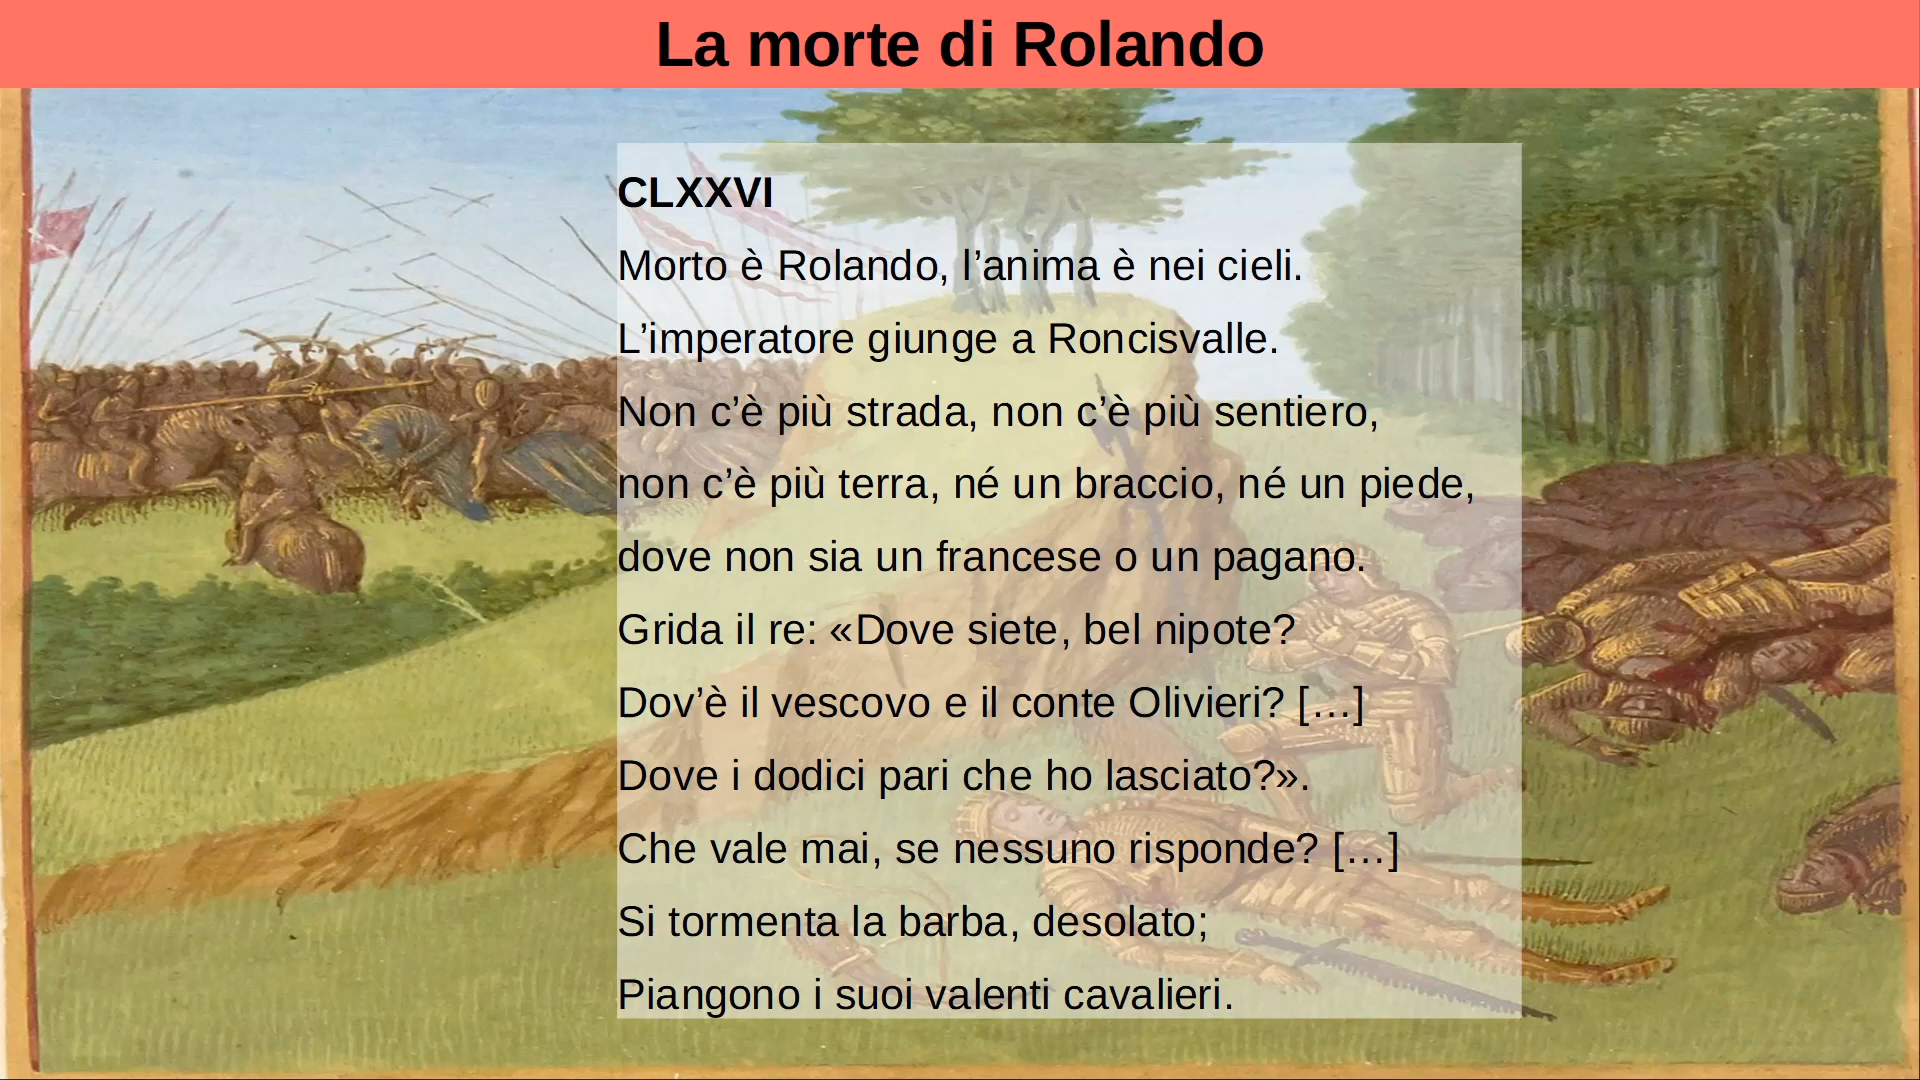 La morte di Rolando
CLXXVI
Morto è Rolando, l’anima è nei cieli.
L’imperatore giunge a Roncisvalle.
Non c’è più strada, non c’è più sentiero,
non c’è più terra, né un braccio, né un piede,
dove non sia un francese o un pagano.
Grida il re: «Dove siete, bel nipote?
Dov’è il vescovo e il conte Olivieri? […]
Dove i dodici pari che ho lasciato?».
Che vale mai, se nessuno risponde? […]
Si tormenta la barba, desolato;
Piangono i suoi valenti cavalieri.